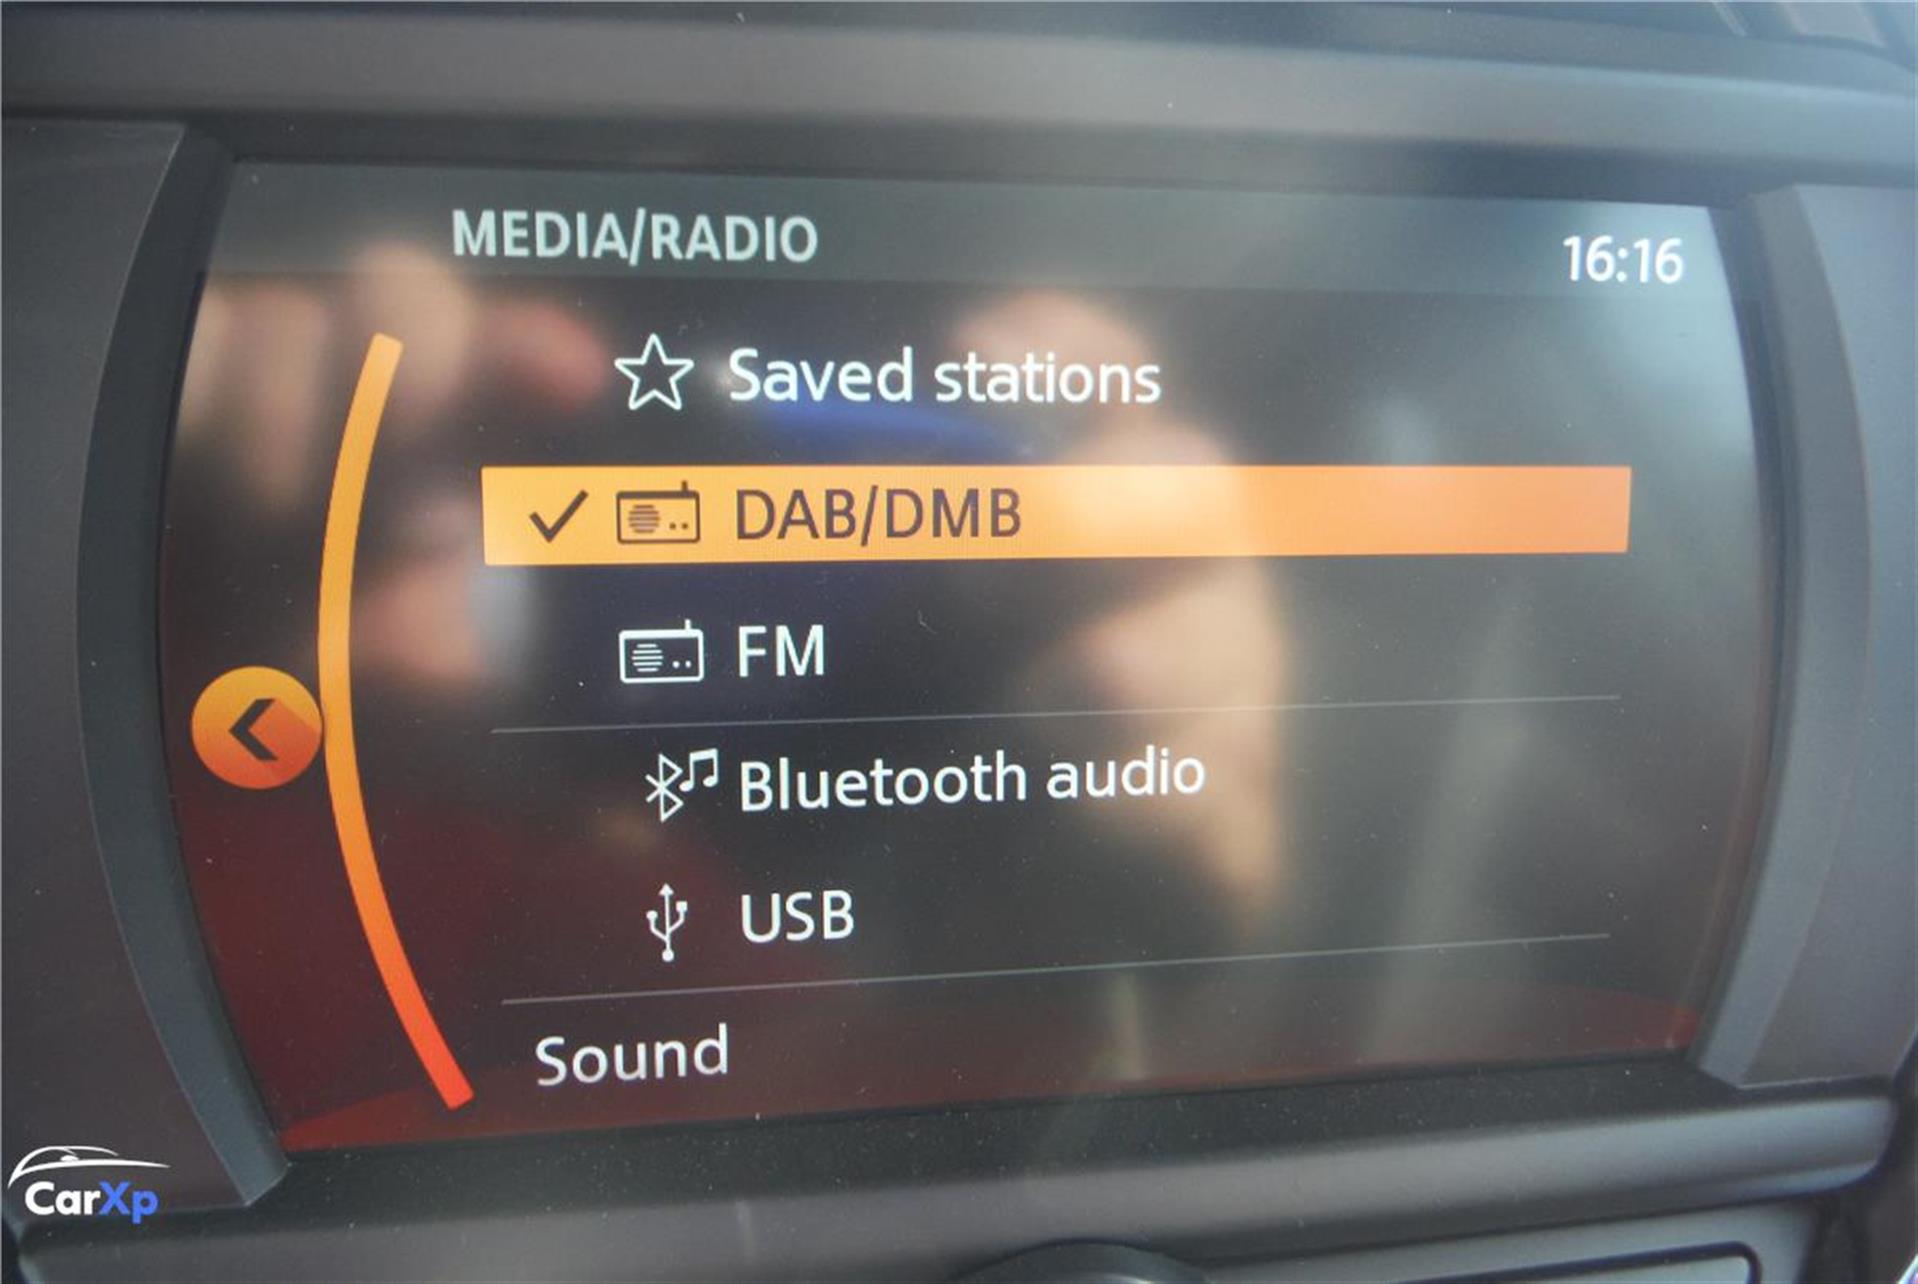 MEDIA/RADIO
16:16
Saved stations
DAB/DMB
FM
Bluetooth audio
USB
Sound
CarXp